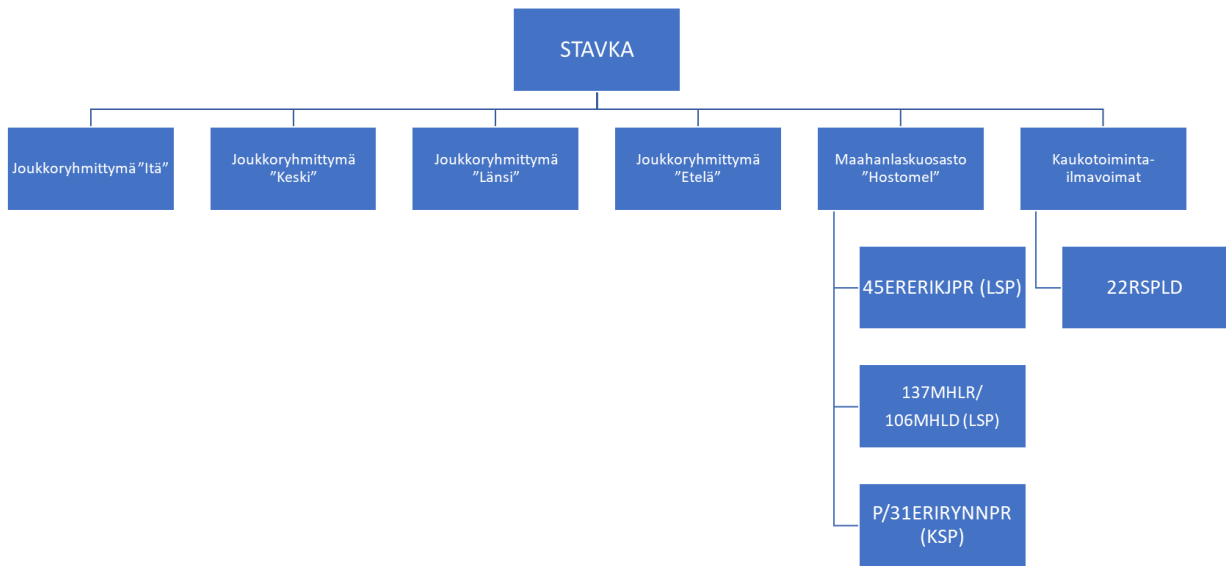 STAVKA
Joukkoryhmittymä ”Itä”
Joukkoryhmittymä
”Keski”
Joukkoryhmittymä
”Länsi”
Joukkoryhmittymä
”Etelä”
Maahanlaskuosasto
”Hostomel”
Kaukotoiminta-
ilmavoimat
45ERERIKJPR (LSP)
22RSPLD
137MHLR/
106MHLD (LSP)
P/31ERIRYNNPR
(KSP)